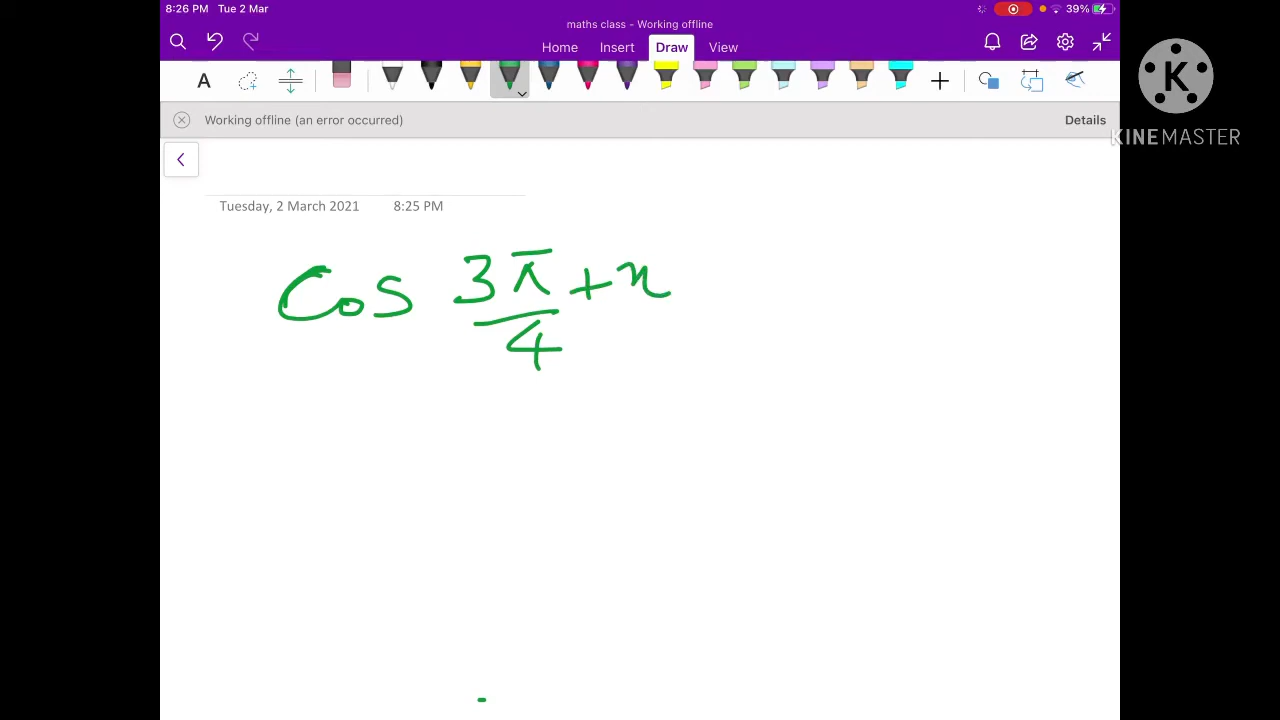 8:26 PM Tue 2 Mar 39%
maths class - Working offline
Home Insert Draw View
A
Working offline (an error occurred) Details
K
KINEMASTER
Tuesday, 2 March 2021 8:25 PM
Cos 3π/4 + x